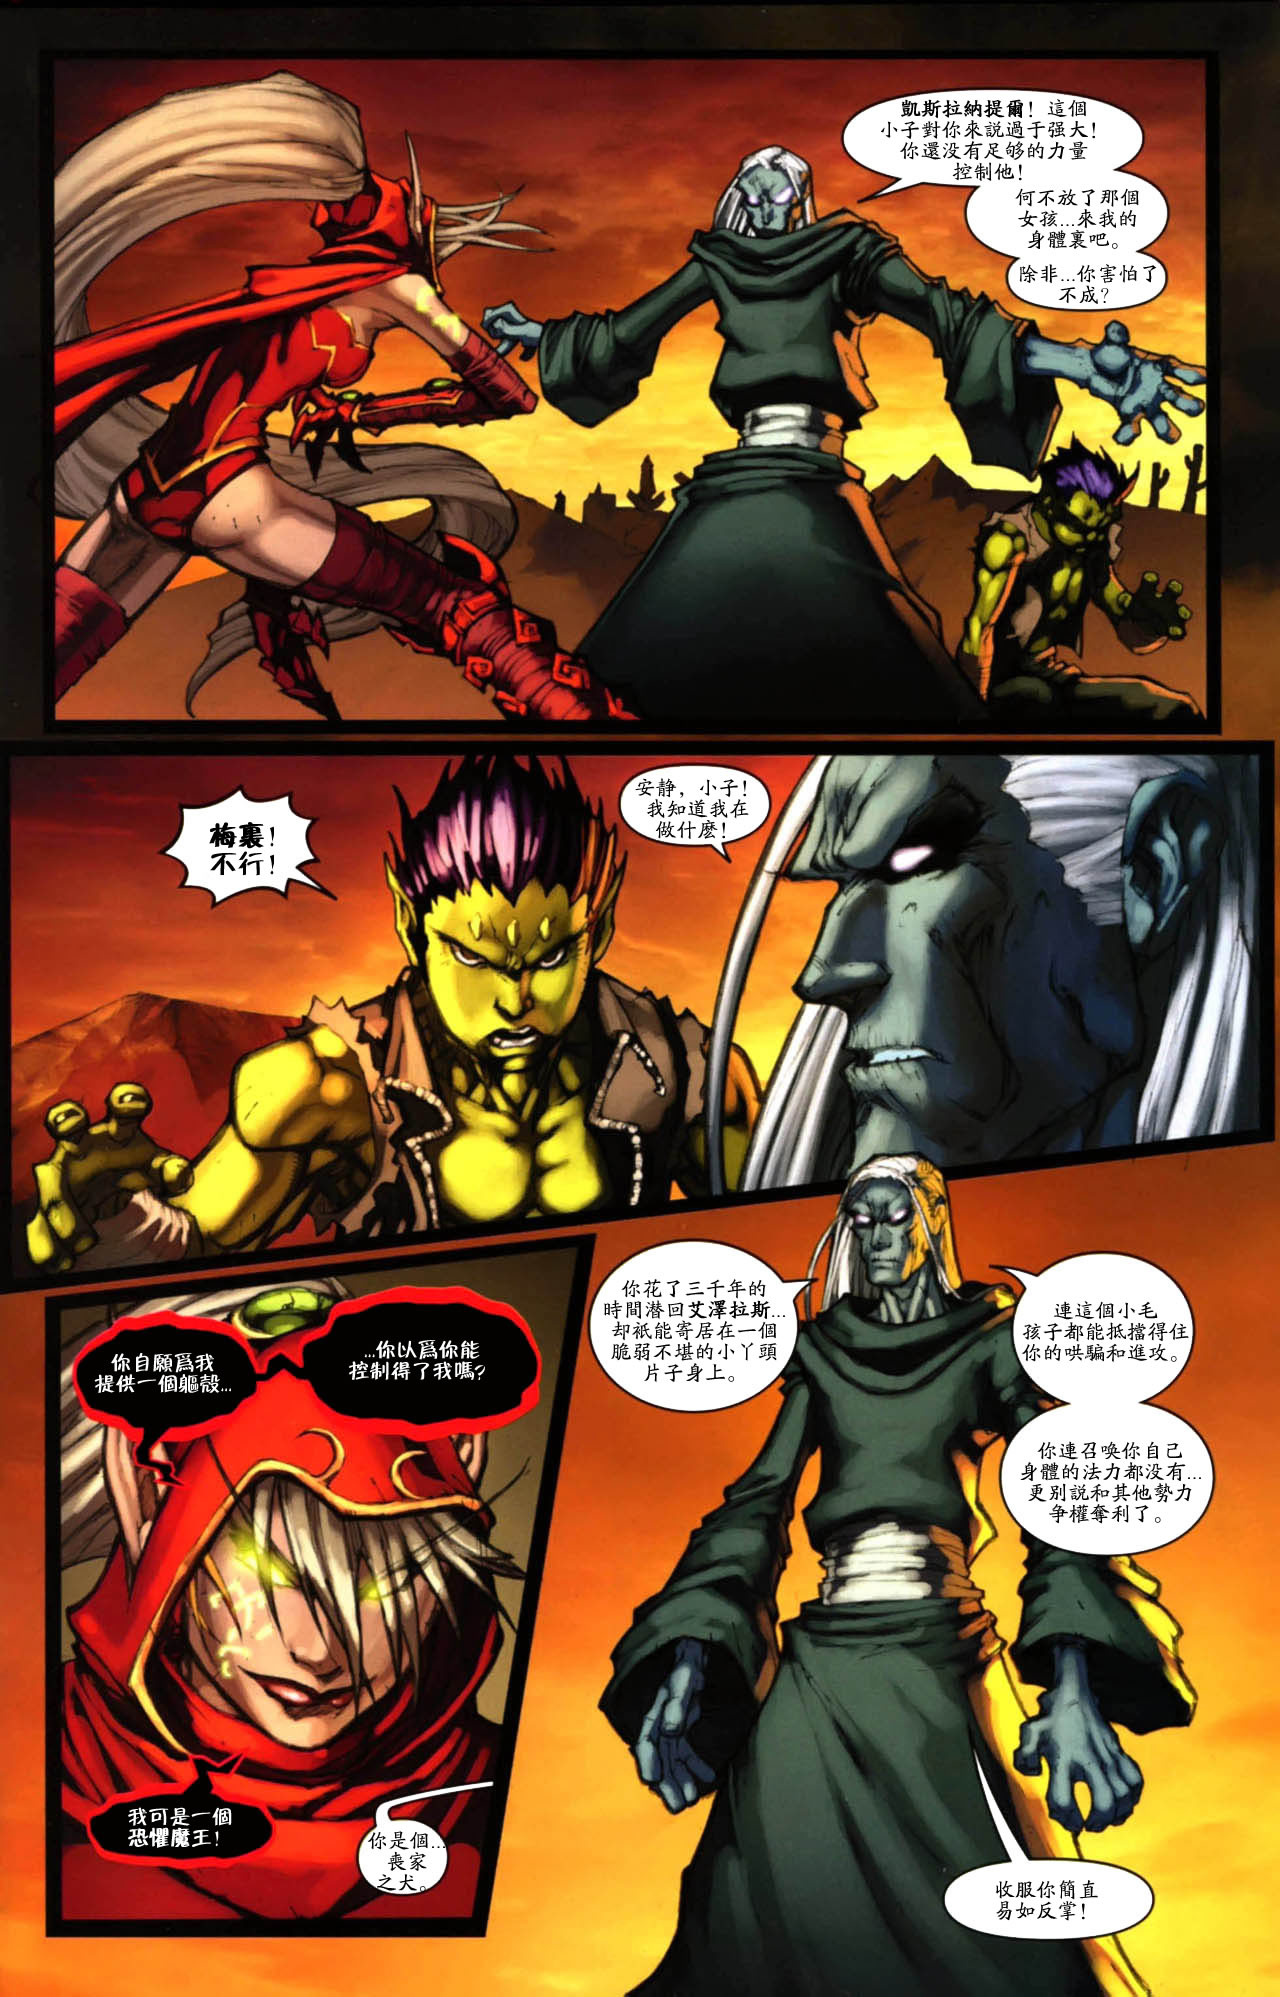 凱斯拉納提爾！這個
小子對你來説過于强大！
你還没有足够的力量
控制他！
何不放了那個
女孩...來我的
身體裏吧。
除非...你害怕了
不成？
梅裏！
不行！
安静，小子！
我知道我在
做什麽！
你自願爲我
提供一個軀殻...
...你以爲你能
控制得了我嗎？
我可是一個
恐懼魔王！
你是個...
喪家
之犬。
你花了三千年的
時間潜回艾澤拉斯...
却衹能寄居在一個
脆弱不堪的小丫頭
片子身上。
連這個小毛
孩子都能抵擋得住
你的哄騙和進攻。
你連召唤你自己
身體的法力都没有...
更别説和其他勢力
争權奪利了。
收服你簡直
易如反掌！